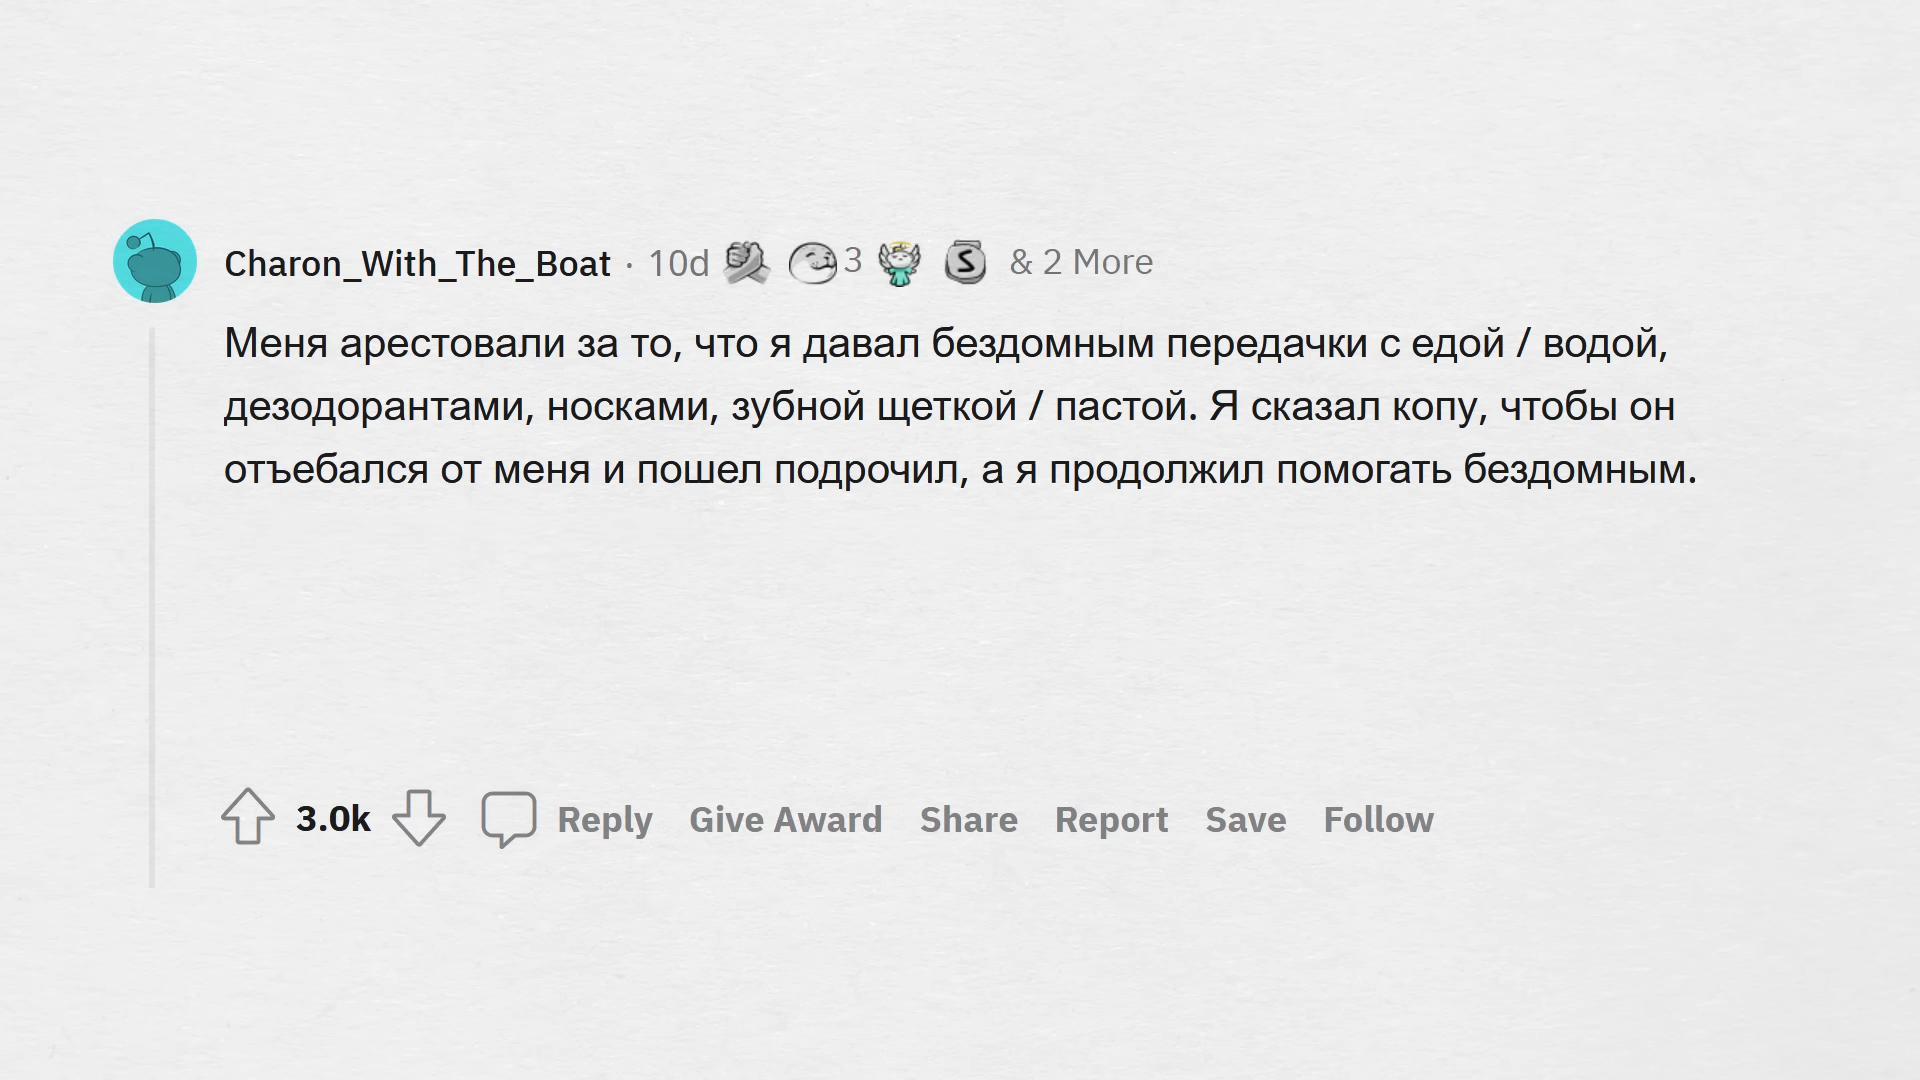 Charon_With_The_Boat · 10d 3 & 2 More
Меня арестовали за то, что я давал бездомным передачки с едой / водой,
дезодорантами, носками, зубной щеткой / пастой. Я сказал копу, чтобы он
отъебался от меня и пошел подрочил, а я продолжил помогать бездомным.
3.0k Reply Give Award Share Report Save Follow